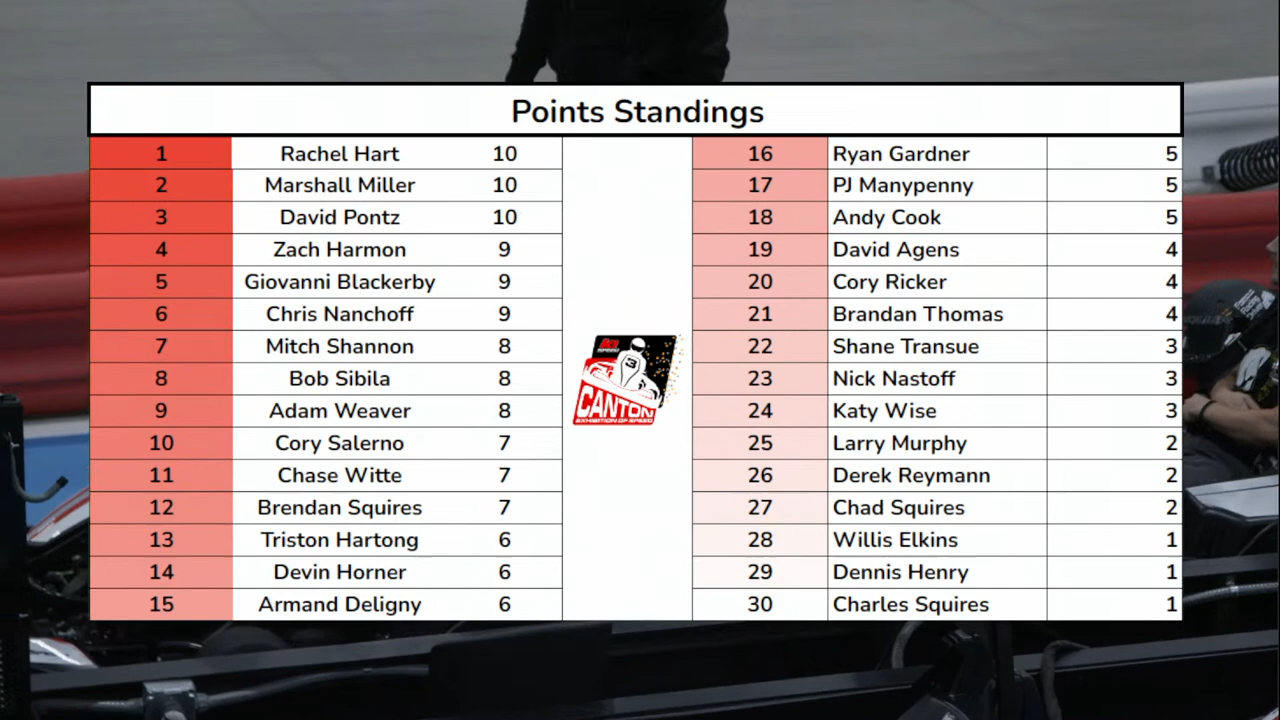 Points Standings
1 Rachel Hart 10
2 Marshall Miller 10
3 David Pontz 10
4 Zach Harmon 9
5 Giovanni Blackerby 9
6 Chris Nanchoff 9
7 Mitch Shannon 8
8 Bob Sibila 8
9 Adam Weaver 8
10 Cory Salerno 7
11 Chase Witte 7
12 Brendan Squires 7
13 Triston Hartong 6
14 Devin Horner 6
15 Armand Deligny 6
3
CANTON
EXHIBITION OF SPEED
16 Ryan Gardner 5
17 PJ Manypenny 5
18 Andy Cook 5
19 David Agens 4
20 Cory Ricker 4
21 Brandan Thomas 4
22 Shane Transue 3
23 Nick Nastoff 3
24 Katy Wise 3
25 Larry Murphy 2
26 Derek Reymann 2
27 Chad Squires 2
28 Willis Elkins 1
29 Dennis Henry 1
30 Charles Squires 1